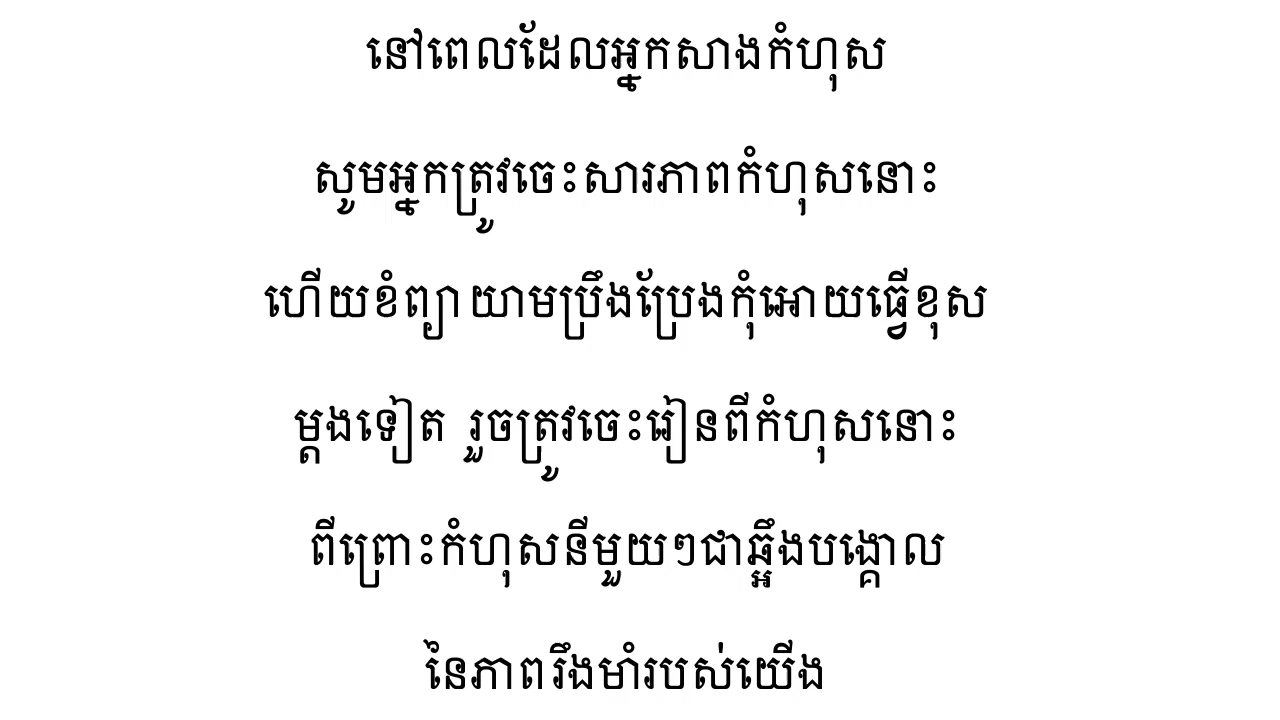 នៅពេលដែលអ្នកសាងកំហុស
សូមអ្នកត្រូវចេះសារភាពកំហុសនោះ
ហើយខំព្យាយាមប្រឹងប្រែងកុំអោយធ្វើខុស
ម្តងទៀត រួចត្រូវចេះរៀនពីកំហុសនោះ
ពីព្រោះកំហុសនីមួយៗជាឆ្អឹងបង្គោល
នៃភាពរឹងមាំរបស់យើង